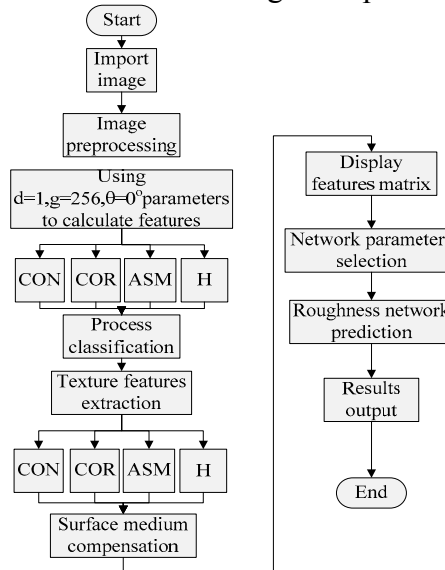 Start
Import
image
Image
preprocessing
Using
d=1,g=256,θ=0°parameters
to calculate features
CON
COR
ASM
H
Process
classification
Texture features
extraction
CON
COR
ASM
H
Surface medium
compensation
Display
features matrix
Network parameter
selection
Roughness network
prediction
Results
output
End